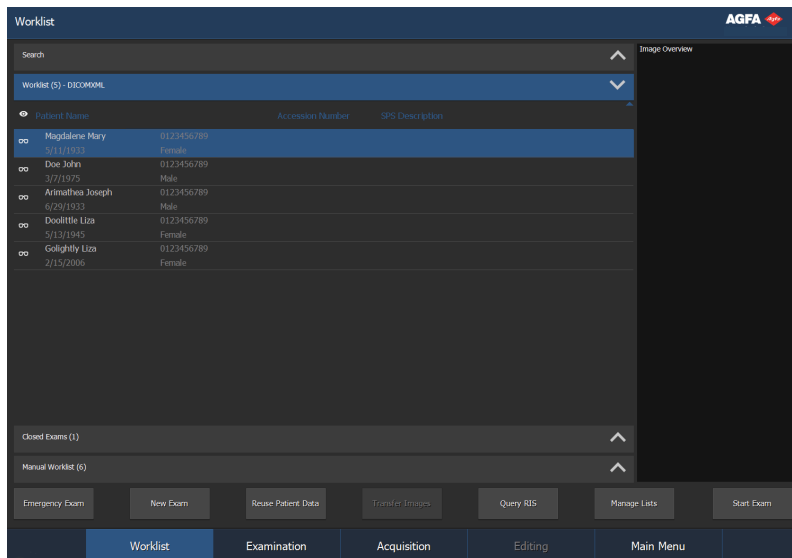 Worklist
AGFA
Agfa
Search
Image Overview
Worklist (5) - DICOMXML
Patient Name Accession Number SPS Description
Magdalene Mary 0123456789
5/11/1933 Female
Doe John 0123456789
3/7/1975 Male
Arimathea Joseph 0123456789
6/29/1933 Male
Doolittle Liza 0123456789
5/13/1945 Female
Golightly Liza 0123456789
2/15/2006 Female
Closed Exams (1)
Manual Worklist (6)
Emergency Exam New Exam Reuse Patient Data Transfer Images Query RIS Manage Lists Start Exam
Worklist Examination Acquisition Editing Main Menu